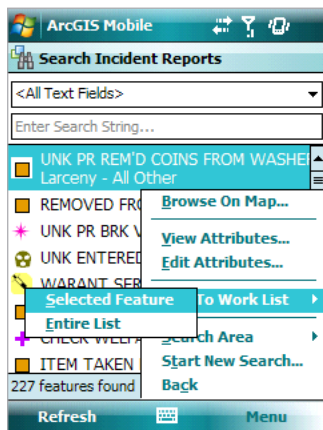 ArcGIS Mobile
Search Incident Reports
<All Text Fields>
Enter Search String...
UNK PR REM'D COINS FROM WASHE
Larceny - All Other
REMOVED FRO
UNK PR BRK V
UNK ENTERED
WARANT SER
CHECK WELFA
ITEM TAKEN
Browse On Map...
View Attributes...
Edit Attributes...
To Work List
Selected Feature
Entire List
Search Area
Start New Search...
Back
227 features found
Refresh
Menu